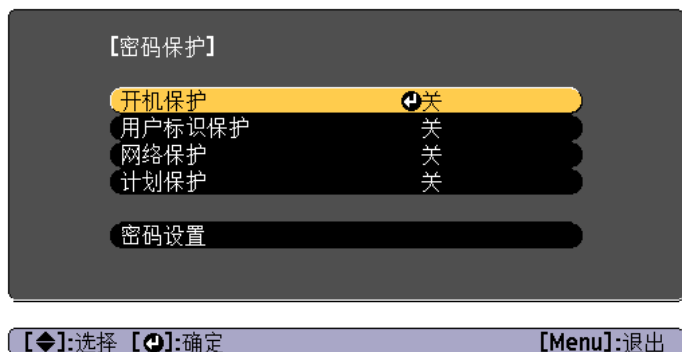 [密码保护]
开机保护 关
用户标识保护 关
网络保护 关
计划保护 关
密码设置
[◆]:选择 [⏎]:确定 [Menu]:退出